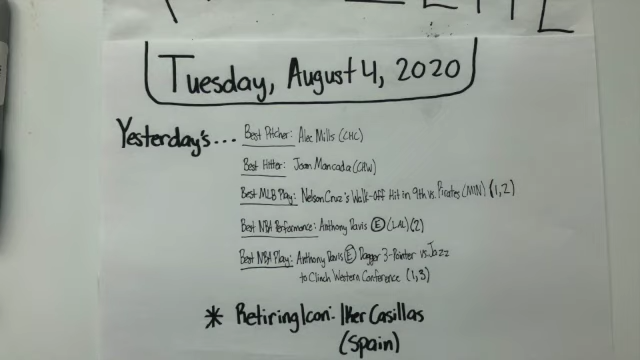 Tuesday, August 4, 2020
Yesterday's... Best Pitcher: Alec Mills (CHC)
Best Hitter: Joan Moncada (CHW)
Best MLB Play: Nelson Cruz's Walk-off Hit in 9th vs. Pirates (MIN) (1,2)
Best NBA Performance: Anthony Davis Ⓔ (LAL) (2)
Best NBA Play: Anthony Davis Ⓔ Dagger 3-Pointer vs. Jazz
to Clinch Western Conference (1,3)
* Retiring Icon: Iker Casillas
(Spain)